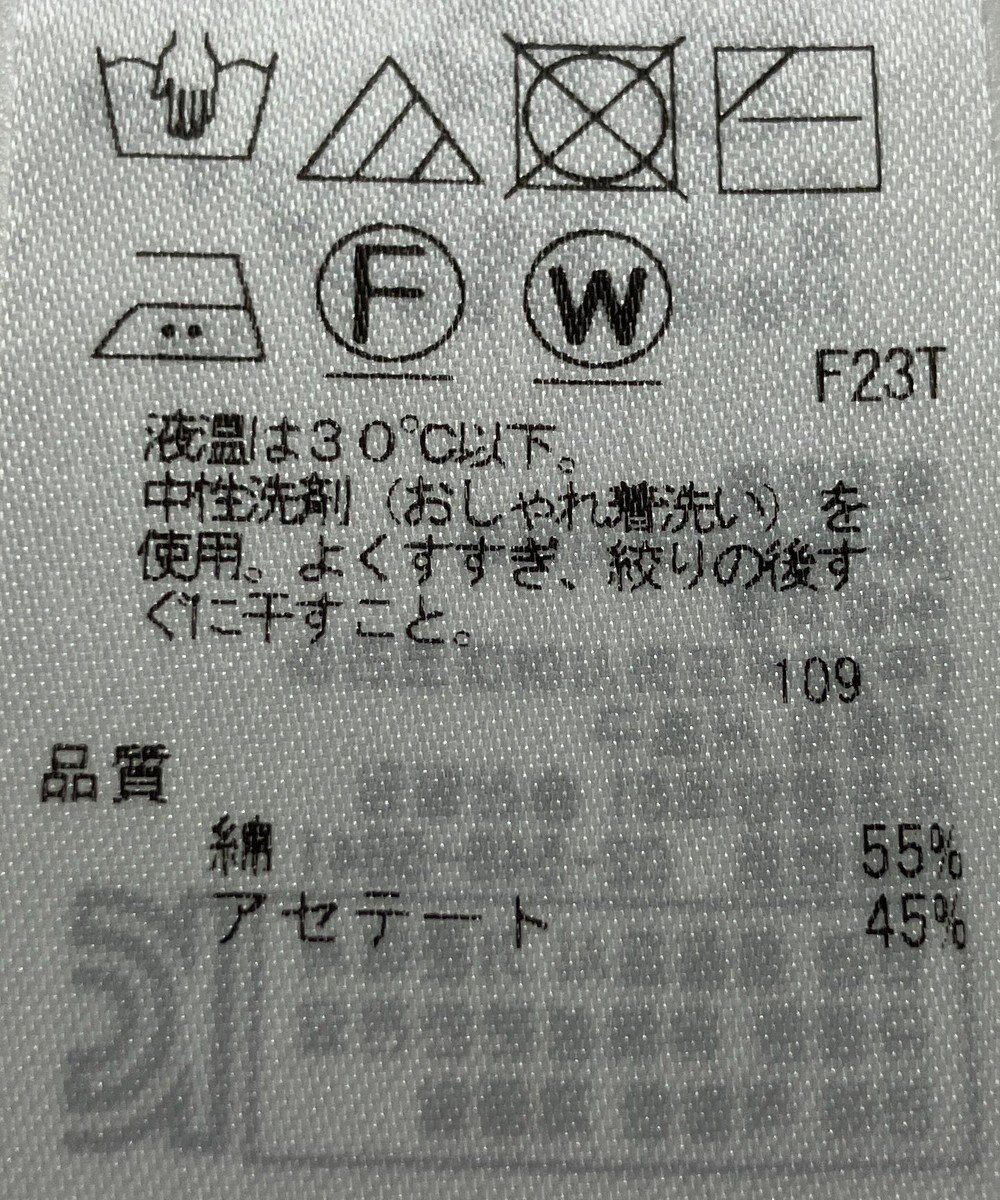 F
W
F23T
液温は30℃以下。
中性洗剤(おしゃれ着洗い)を
使用。よくすすぎ、絞りの後す
ぐに干すこと。
109
品質
綿 55%
アセテート 45%